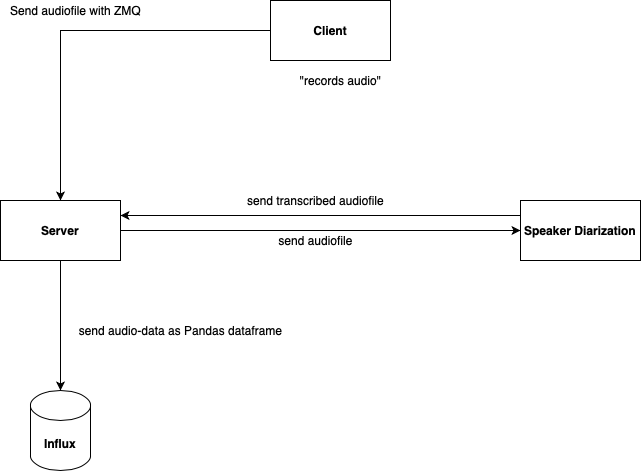 Send audiofile with ZMQ
Client
"records audio"
send transcribed audiofile
Server
Speaker Diarization
send audiofile
send audio-data as Pandas dataframe
Influx